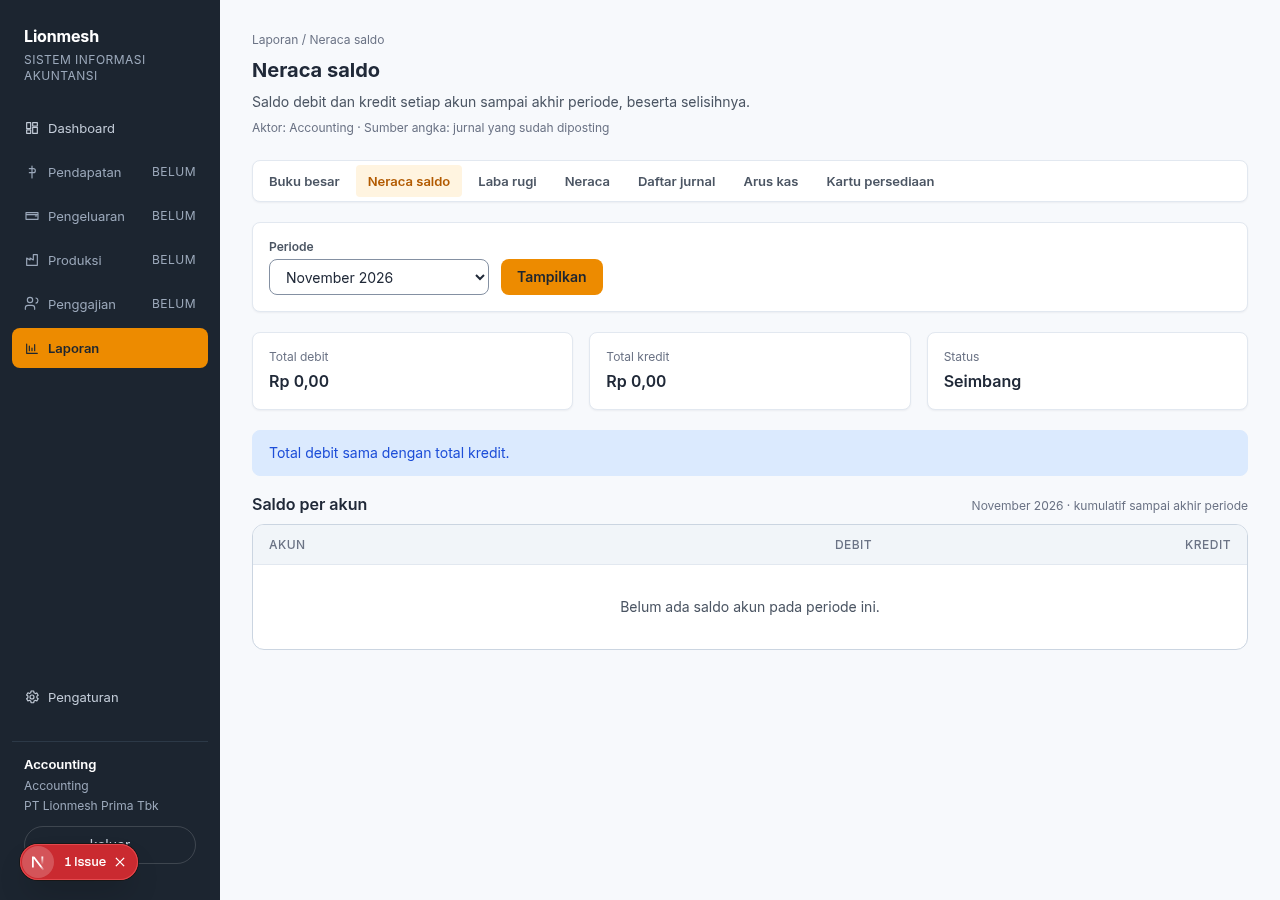 Lionmesh
SISTEM INFORMASI
AKUNTANSI
Dashboard
Pendapatan BELUM
Pengeluaran BELUM
Produksi BELUM
Penggajian BELUM
Laporan
Pengaturan
Accounting
Accounting
PT Lionmesh Prima Tbk
1 Issue
Laporan / Neraca saldo
Neraca saldo
Saldo debit dan kredit setiap akun sampai akhir periode, beserta selisihnya.
Aktor: Accounting · Sumber angka: jurnal yang sudah diposting
Buku besar Neraca saldo Laba rugi Neraca Daftar jurnal Arus kas Kartu persediaan
Periode
November 2026 Tampilkan
Total debit Total kredit Status
Rp 0,00 Rp 0,00 Seimbang
Total debit sama dengan total kredit.
Saldo per akun November 2026 · kumulatif sampai akhir periode
AKUN DEBIT KREDIT
Belum ada saldo akun pada periode ini.